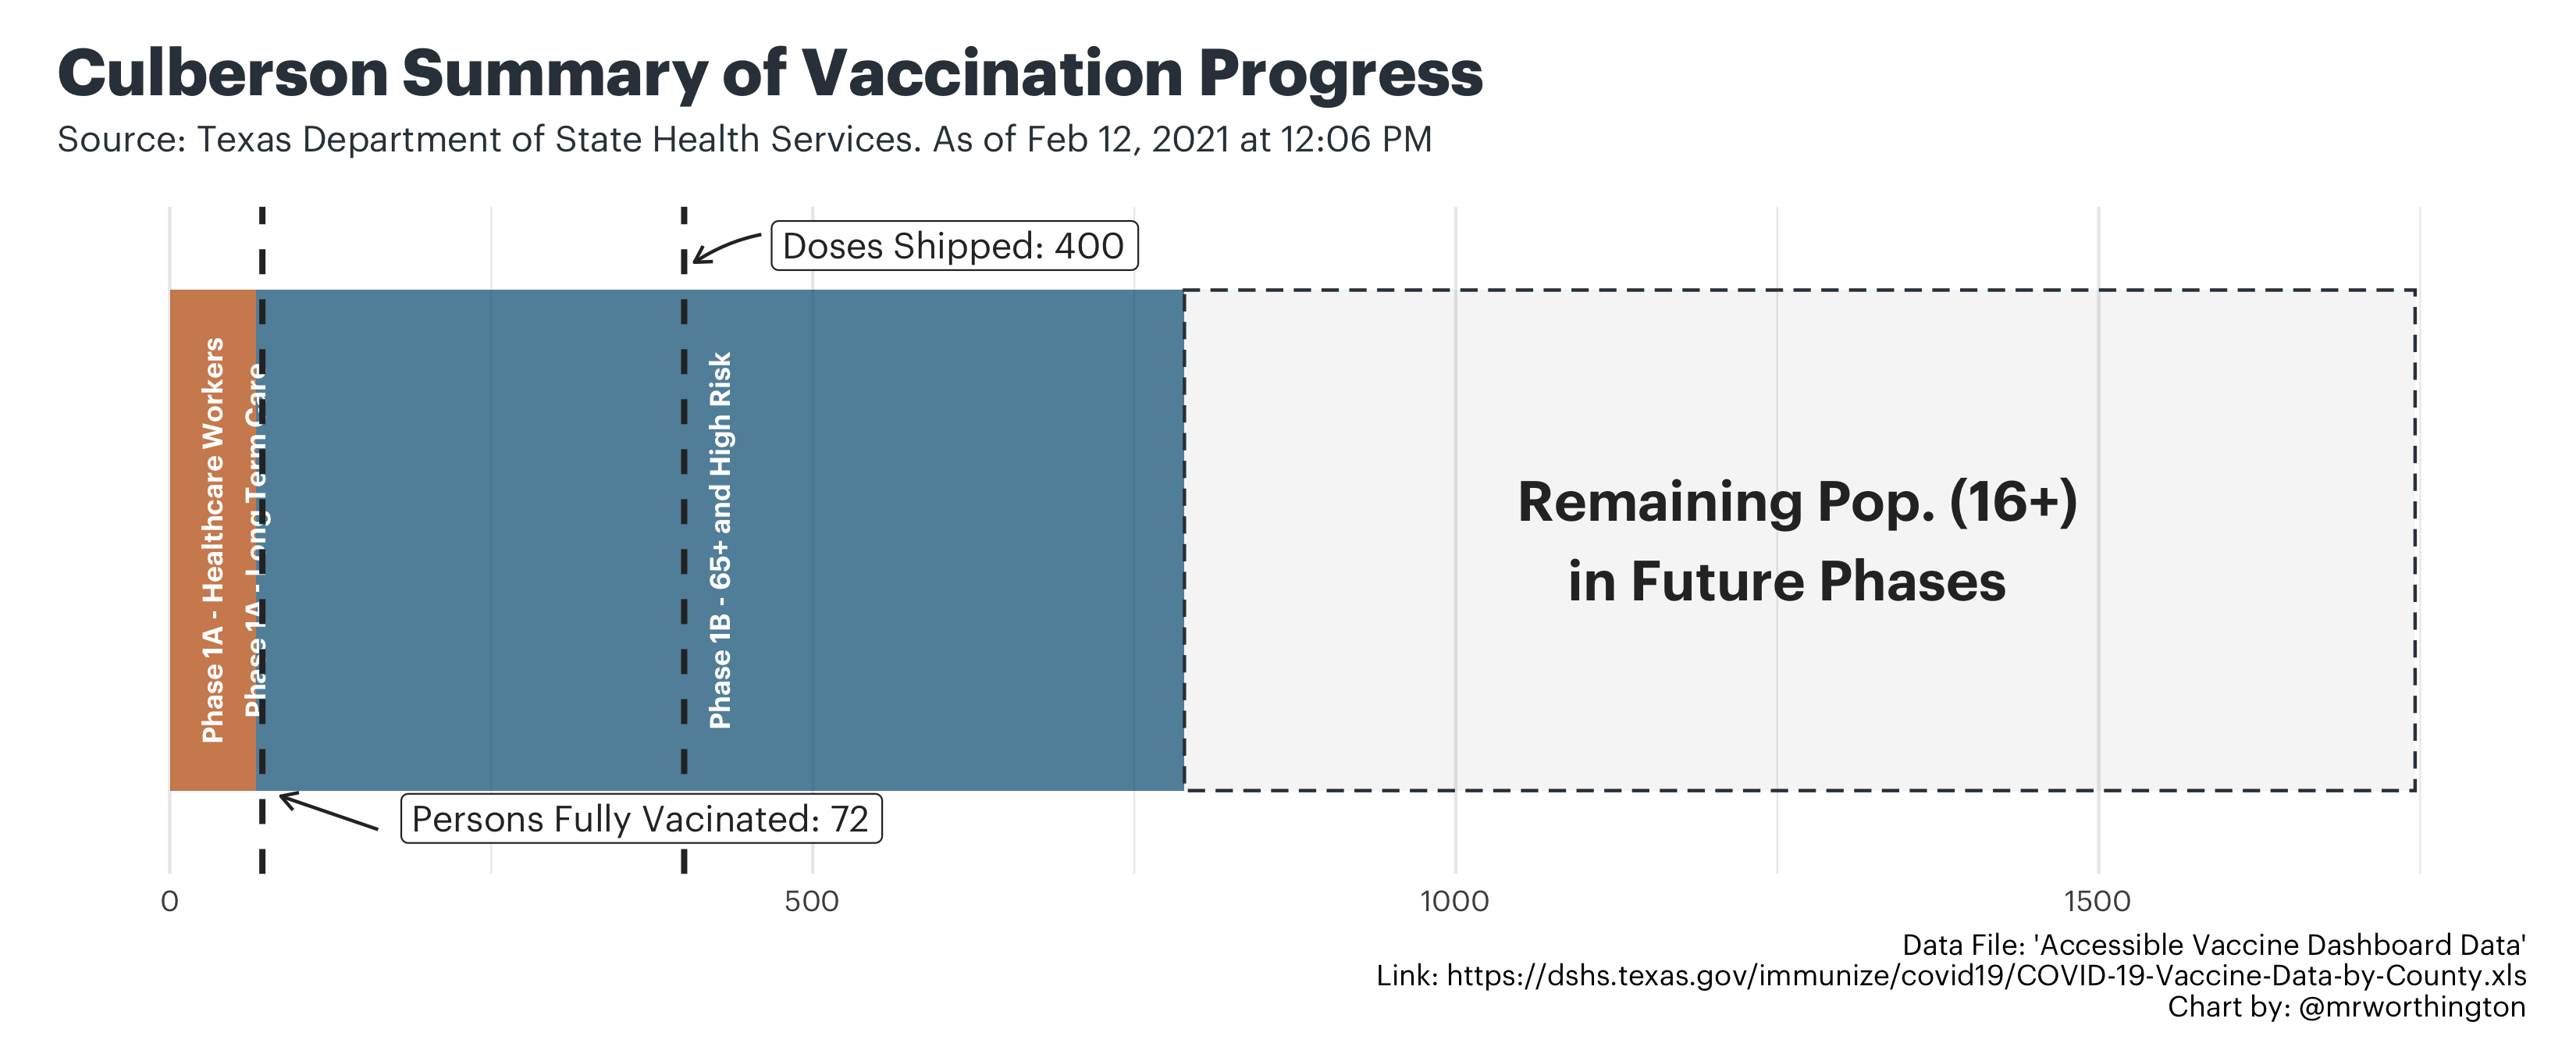 Culberson Summary of Vaccination Progress
Source: Texas Department of State Health Services. As of Feb 12, 2021 at 12:06 PM
Doses Shipped: 400
Phase 1A - Healthcare Workers
Phase 1A - Long Term Care
Phase 1B - 65+ and High Risk
Remaining Pop. (16+)
in Future Phases
Persons Fully Vacinated: 72
0
500
1000
1500
Data File: 'Accessible Vaccine Dashboard Data'
Link: https://dshs.texas.gov/immunize/covid19/COVID-19-Vaccine-Data-by-County.xls
Chart by: @mrworthington